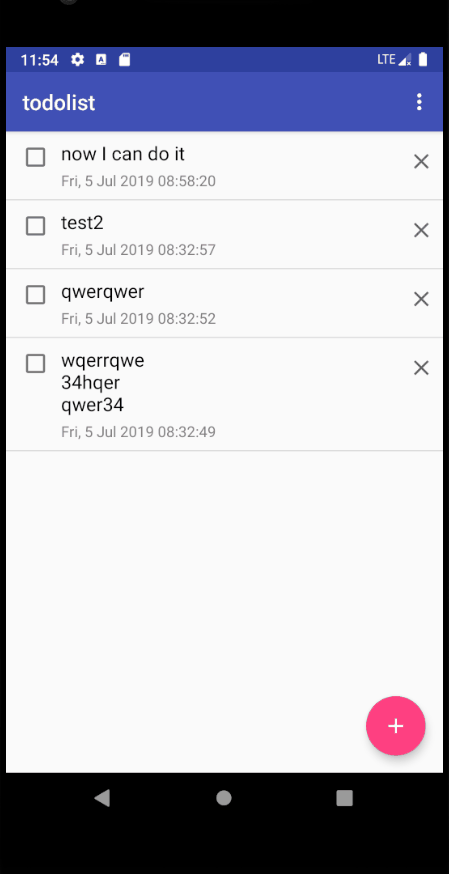 11:54
LTE
todolist
now I can do it
Fri, 5 Jul 2019 08:58:20
test2
Fri, 5 Jul 2019 08:32:57
qwerqwer
Fri, 5 Jul 2019 08:32:52
wqerrqwe
34hqer
qwer34
Fri, 5 Jul 2019 08:32:49